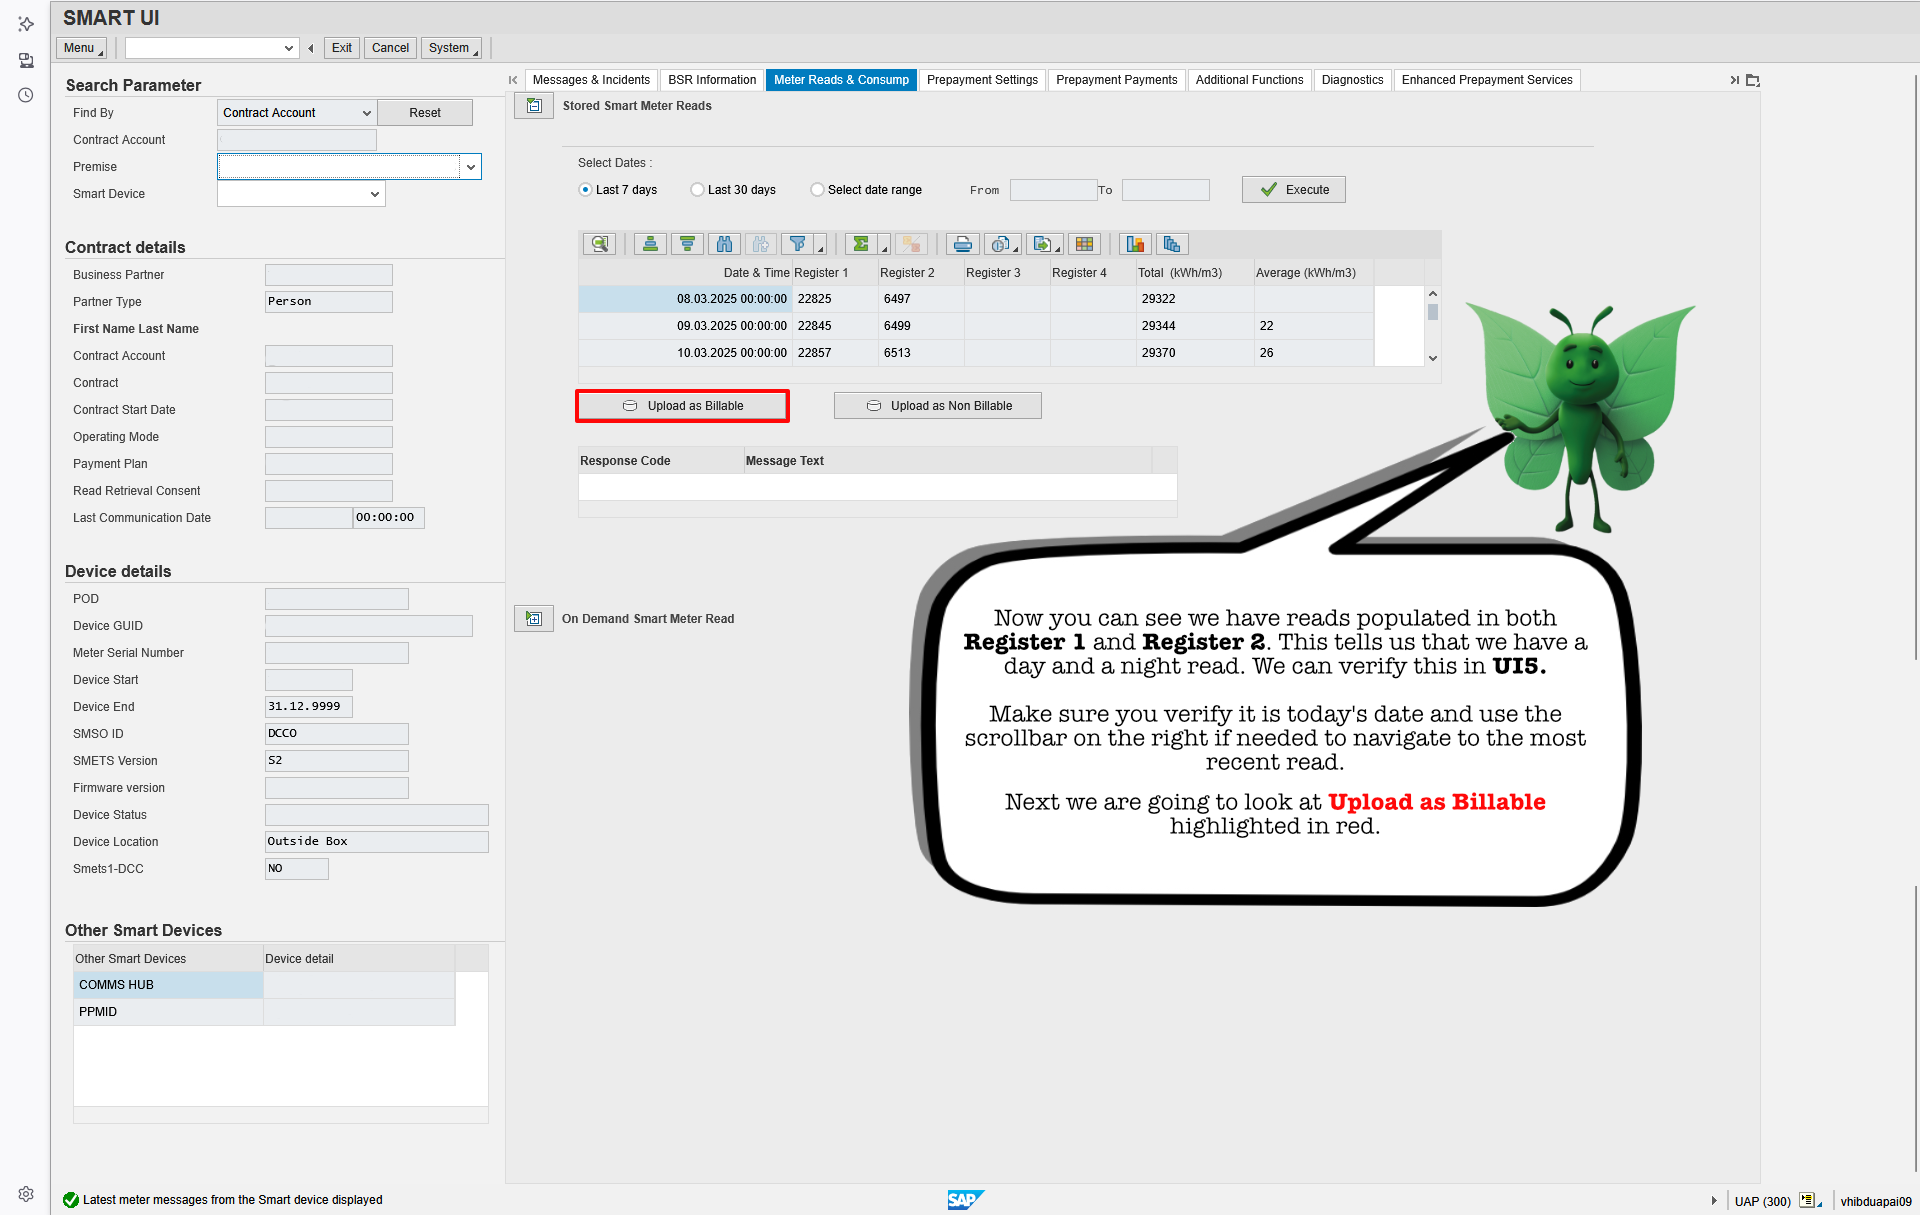 SMART UI
Menu
Exit
Cancel
System
Search Parameter
Find By
Contract Account
Reset
Contract Account
Premise
Smart Device
Contract details
Business Partner
Partner Type
Person
First Name Last Name
Contract Account
Contract
Contract Start Date
Operating Mode
Payment Plan
Read Retrieval Consent
Last Communication Date
00:00:00
Device details
POD
Device GUID
Meter Serial Number
Device Start
Device End
31.12.9999
SMSO ID
DCCO
SMETS Version
S2
Firmware version
Device Status
Device Location
Outside Box
Smets1-DCC
NO
Other Smart Devices
Other Smart Devices Device detail
COMMS HUB
PPMID
Messages & Incidents
BSR Information
Meter Reads & Consump
Prepayment Settings
Prepayment Payments
Additional Functions
Diagnostics
Enhanced Prepayment Services
Stored Smart Meter Reads
Select Dates :
Last 7 days
Last 30 days
Select date range
From
To
Execute
Date & Time Register 1 Register 2 Register 3 Register 4 Total (kWh/m3) Average (kWh/m3)
08.03.2025 00:00:00 22825 6497 29322
09.03.2025 00:00:00 22845 6499 29344 22
10.03.2025 00:00:00 22857 6513 29370 26
Upload as Billable
Upload as Non Billable
Response Code Message Text
On Demand Smart Meter Read
Now you can see we have reads populated in both
Register 1 and Register 2. This tells us that we have a
day and a night read. We can verify this in UI5.
Make sure you verify it is today's date and use the
scrollbar on the right if needed to navigate to the most
recent read.
Next we are going to look at Upload as Billable
highlighted in red.
Latest meter messages from the Smart device displayed
SAP
UAP (300)
vhibduapai09